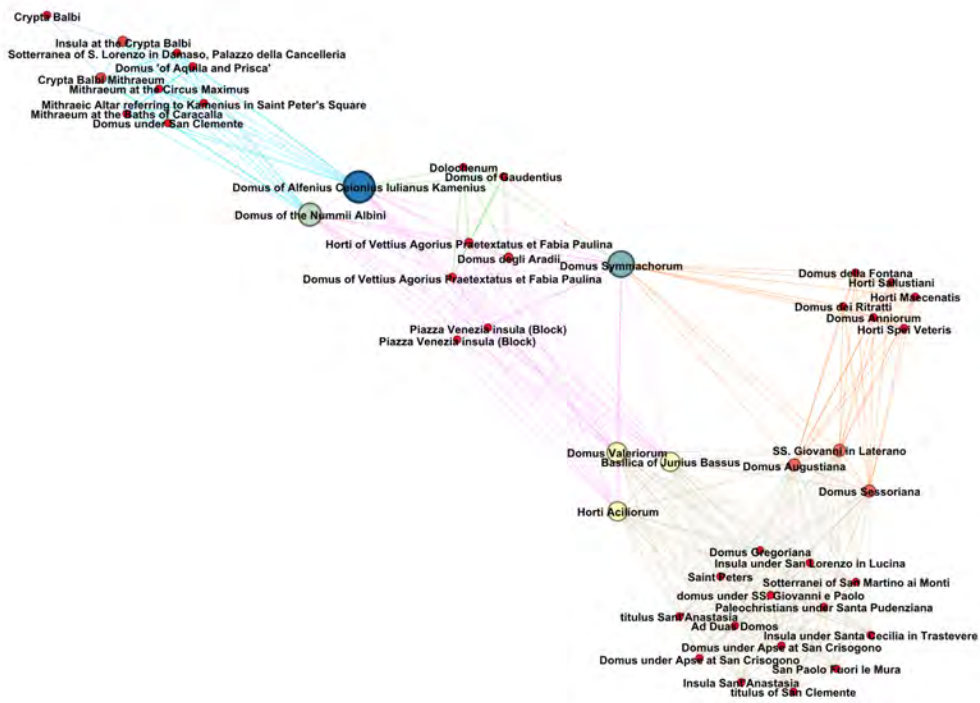 Crypta Balbi
Insula at the Crypta Balbi
Sotterranea of S. Lorenzo in Damaso, Palazzo della Cancelleria
Domus 'of Aquila and Prisca'
Crypta Balbi Mithraeum
Mithraeum at the Circus Maximus
Mithraeic Altar referring to Kamenius in Saint Peter's Square
Mithraeum at the Baths of Caracalla
Domus under San Clemente
Dolochenum
Domus of Gaudentius
Domus of Alfenius Ceionius Iulianus Kamenius
Domus of the Nummii Albini
Horti of Vettius Agorius Praetextatus et Fabia Paulina
Domus degli Aradii
Domus Symmachorum
Domus of Vettius Agorius Praetextatus et Fabia Paulina
Domus della Fontana
Horti Sallustiani
Horti Maecenatis
Domus dei Ritratti
Domus Anniorum
Horti Spei Veteris
Piazza Venezia insula (Block)
Piazza Venezia insula (Block)
Domus Valeriorum
SS. Giovanni in Laterano
Basilica of Junius Bassus
Domus Augustiana
Domus Sessoriana
Horti Aciliorum
Domus Gregoriana
Insula under San Lorenzo in Lucina
Saint Peters
Sotterranei of San Martino ai Monti
domus under SS. Giovanni e Paolo
Paleochristians under Santa Pudenziana
titulus Sant'Anastasia
Ad Duas Domos
Insula under Santa Cecilia in Trastevere
Domus under Apse at San Crisogono
Domus under Apse at San Crisogono
San Paolo Fuori le Mura
Insula Sant Anastasia
titulus of San Clemente